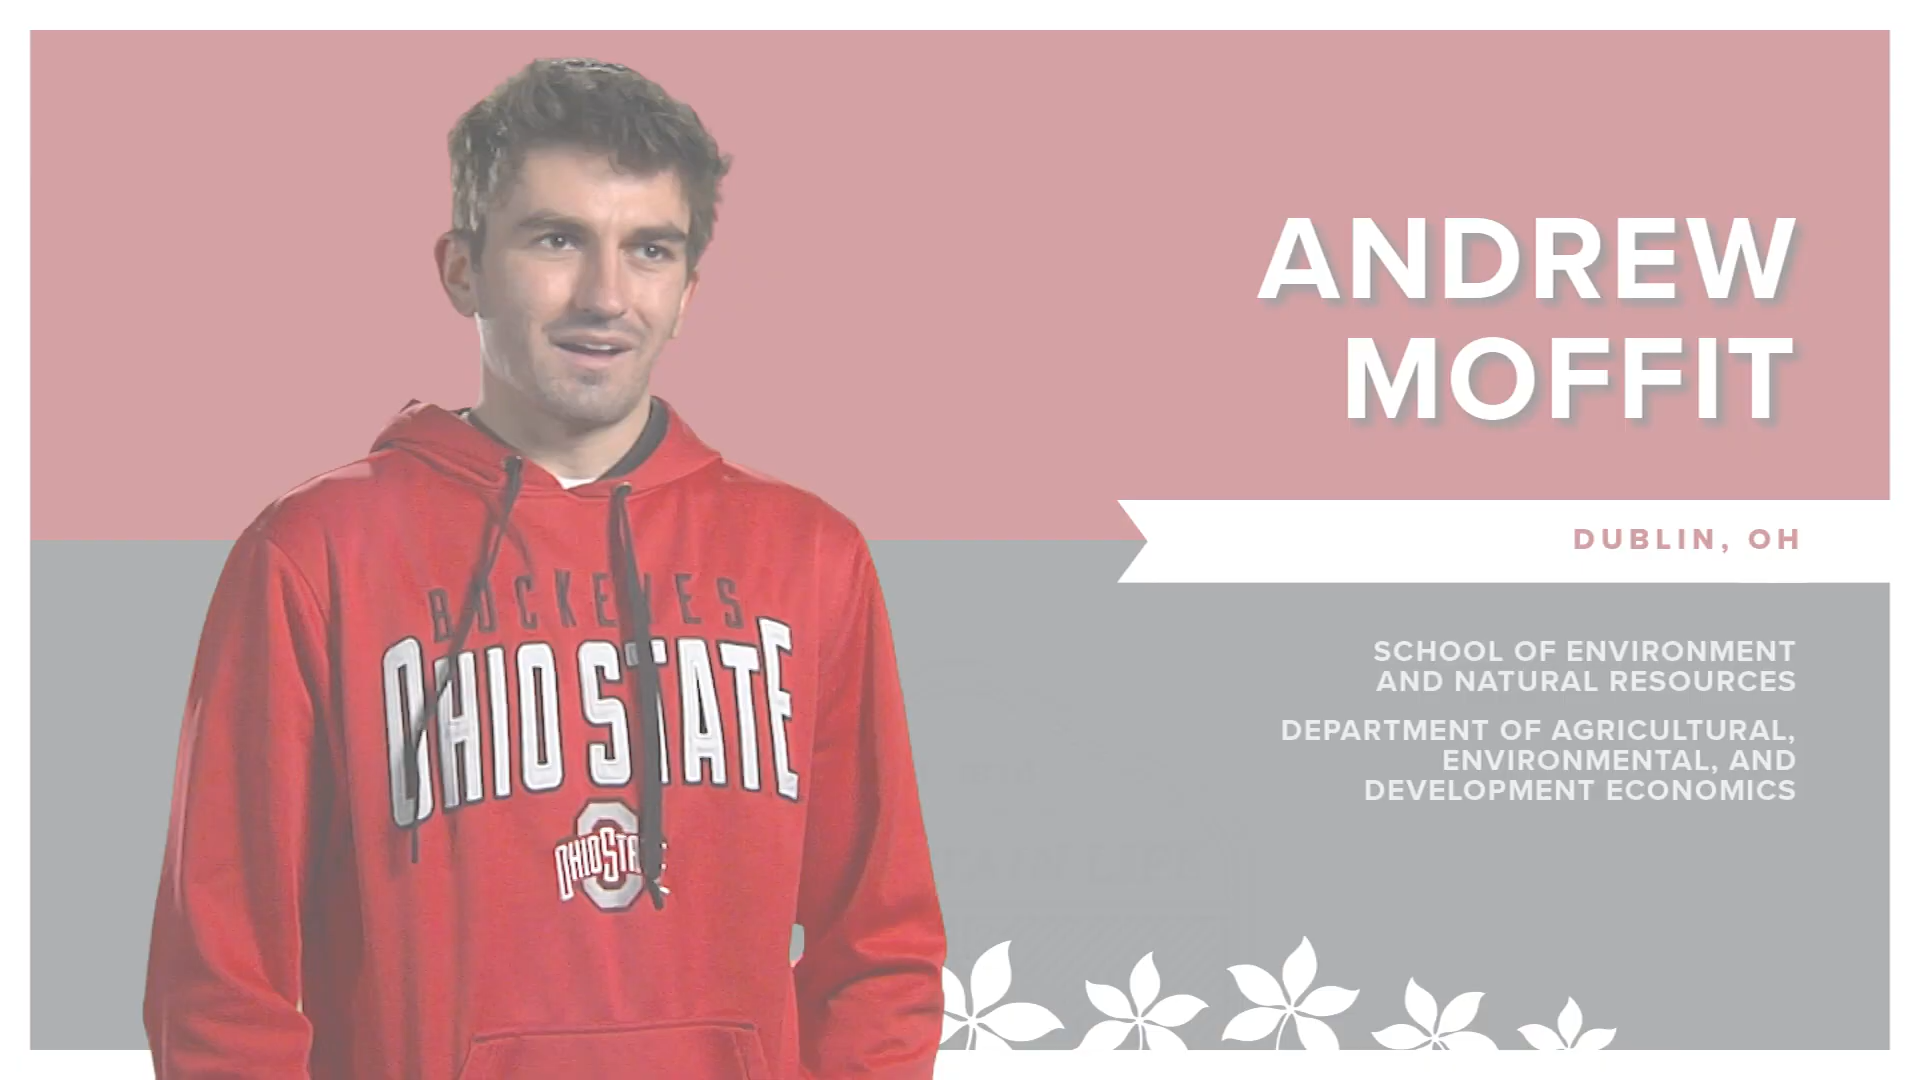 ANDREW
MOFFIT
DUBLIN, OH
SCHOOL OF ENVIRONMENT
AND NATURAL RESOURCES
DEPARTMENT OF AGRICULTURAL,
ENVIRONMENTAL, AND
DEVELOPMENT ECONOMICS
BUCKEYES
OHIO STATE
OHIO STATE